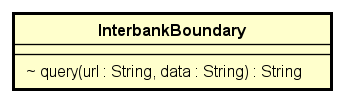 InterbankBoundary
~ query(url : String, data : String) : String